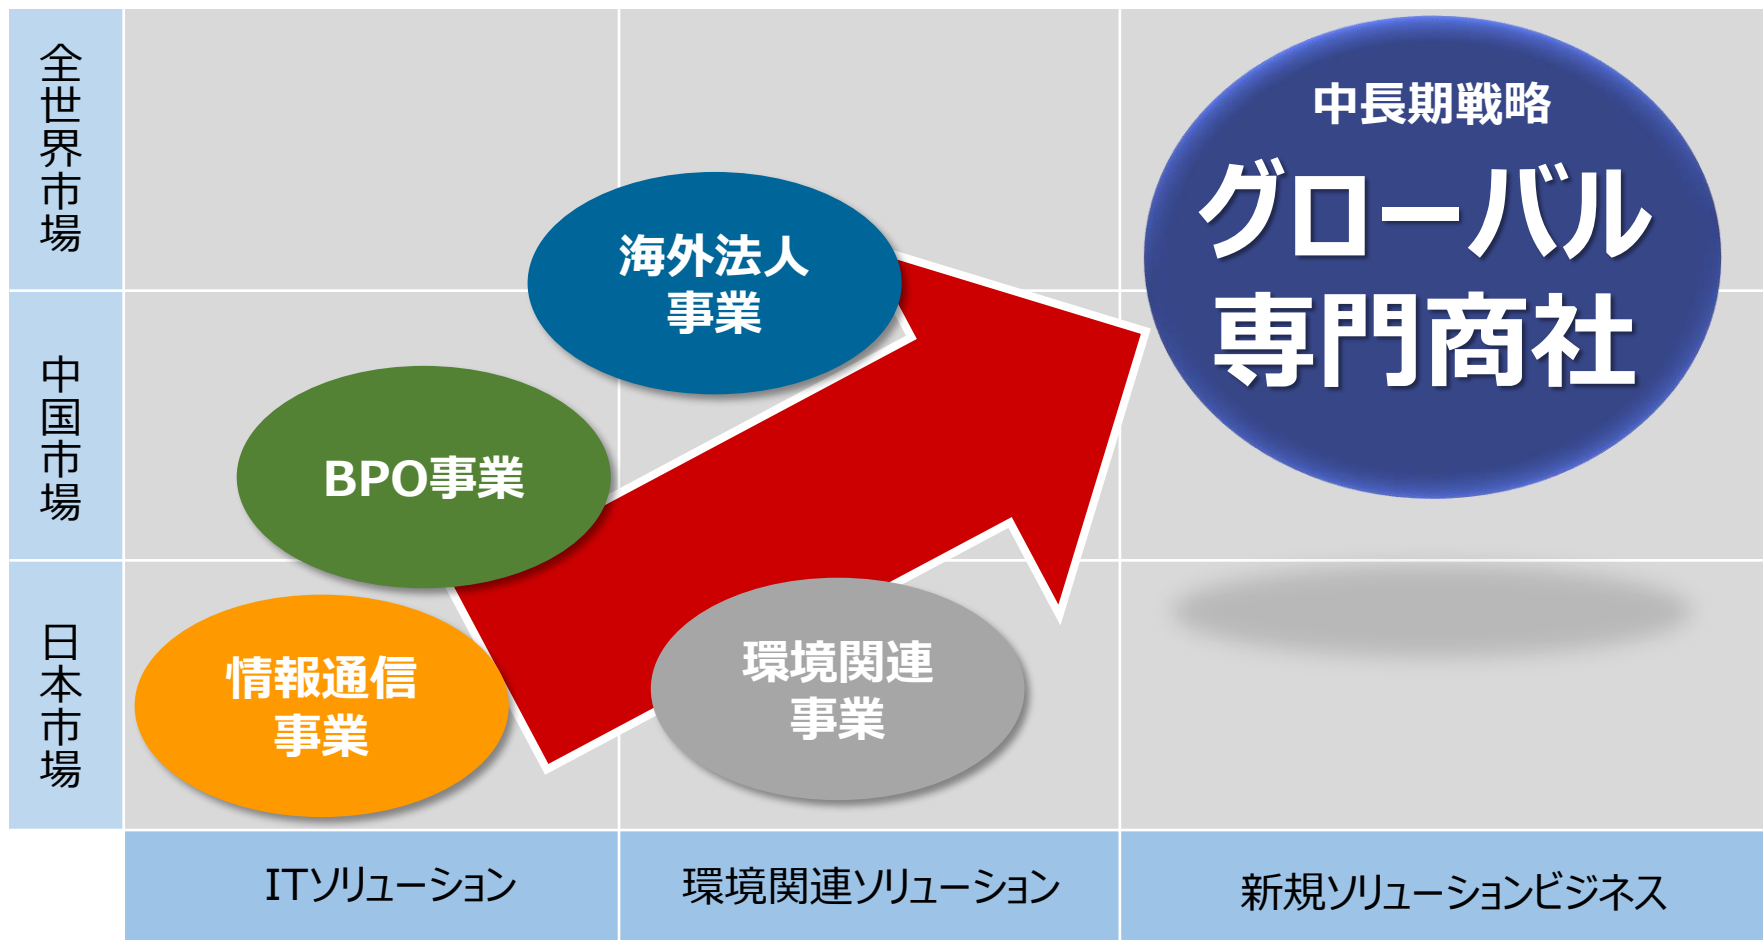 全世界市場
中長期戦略
グローバル
専門商社
海外法人
事業
中国市場
BPO事業
日本市場
情報通信
事業
環境関連
事業
ITソリューション
環境関連ソリューション
新規ソリューションビジネス